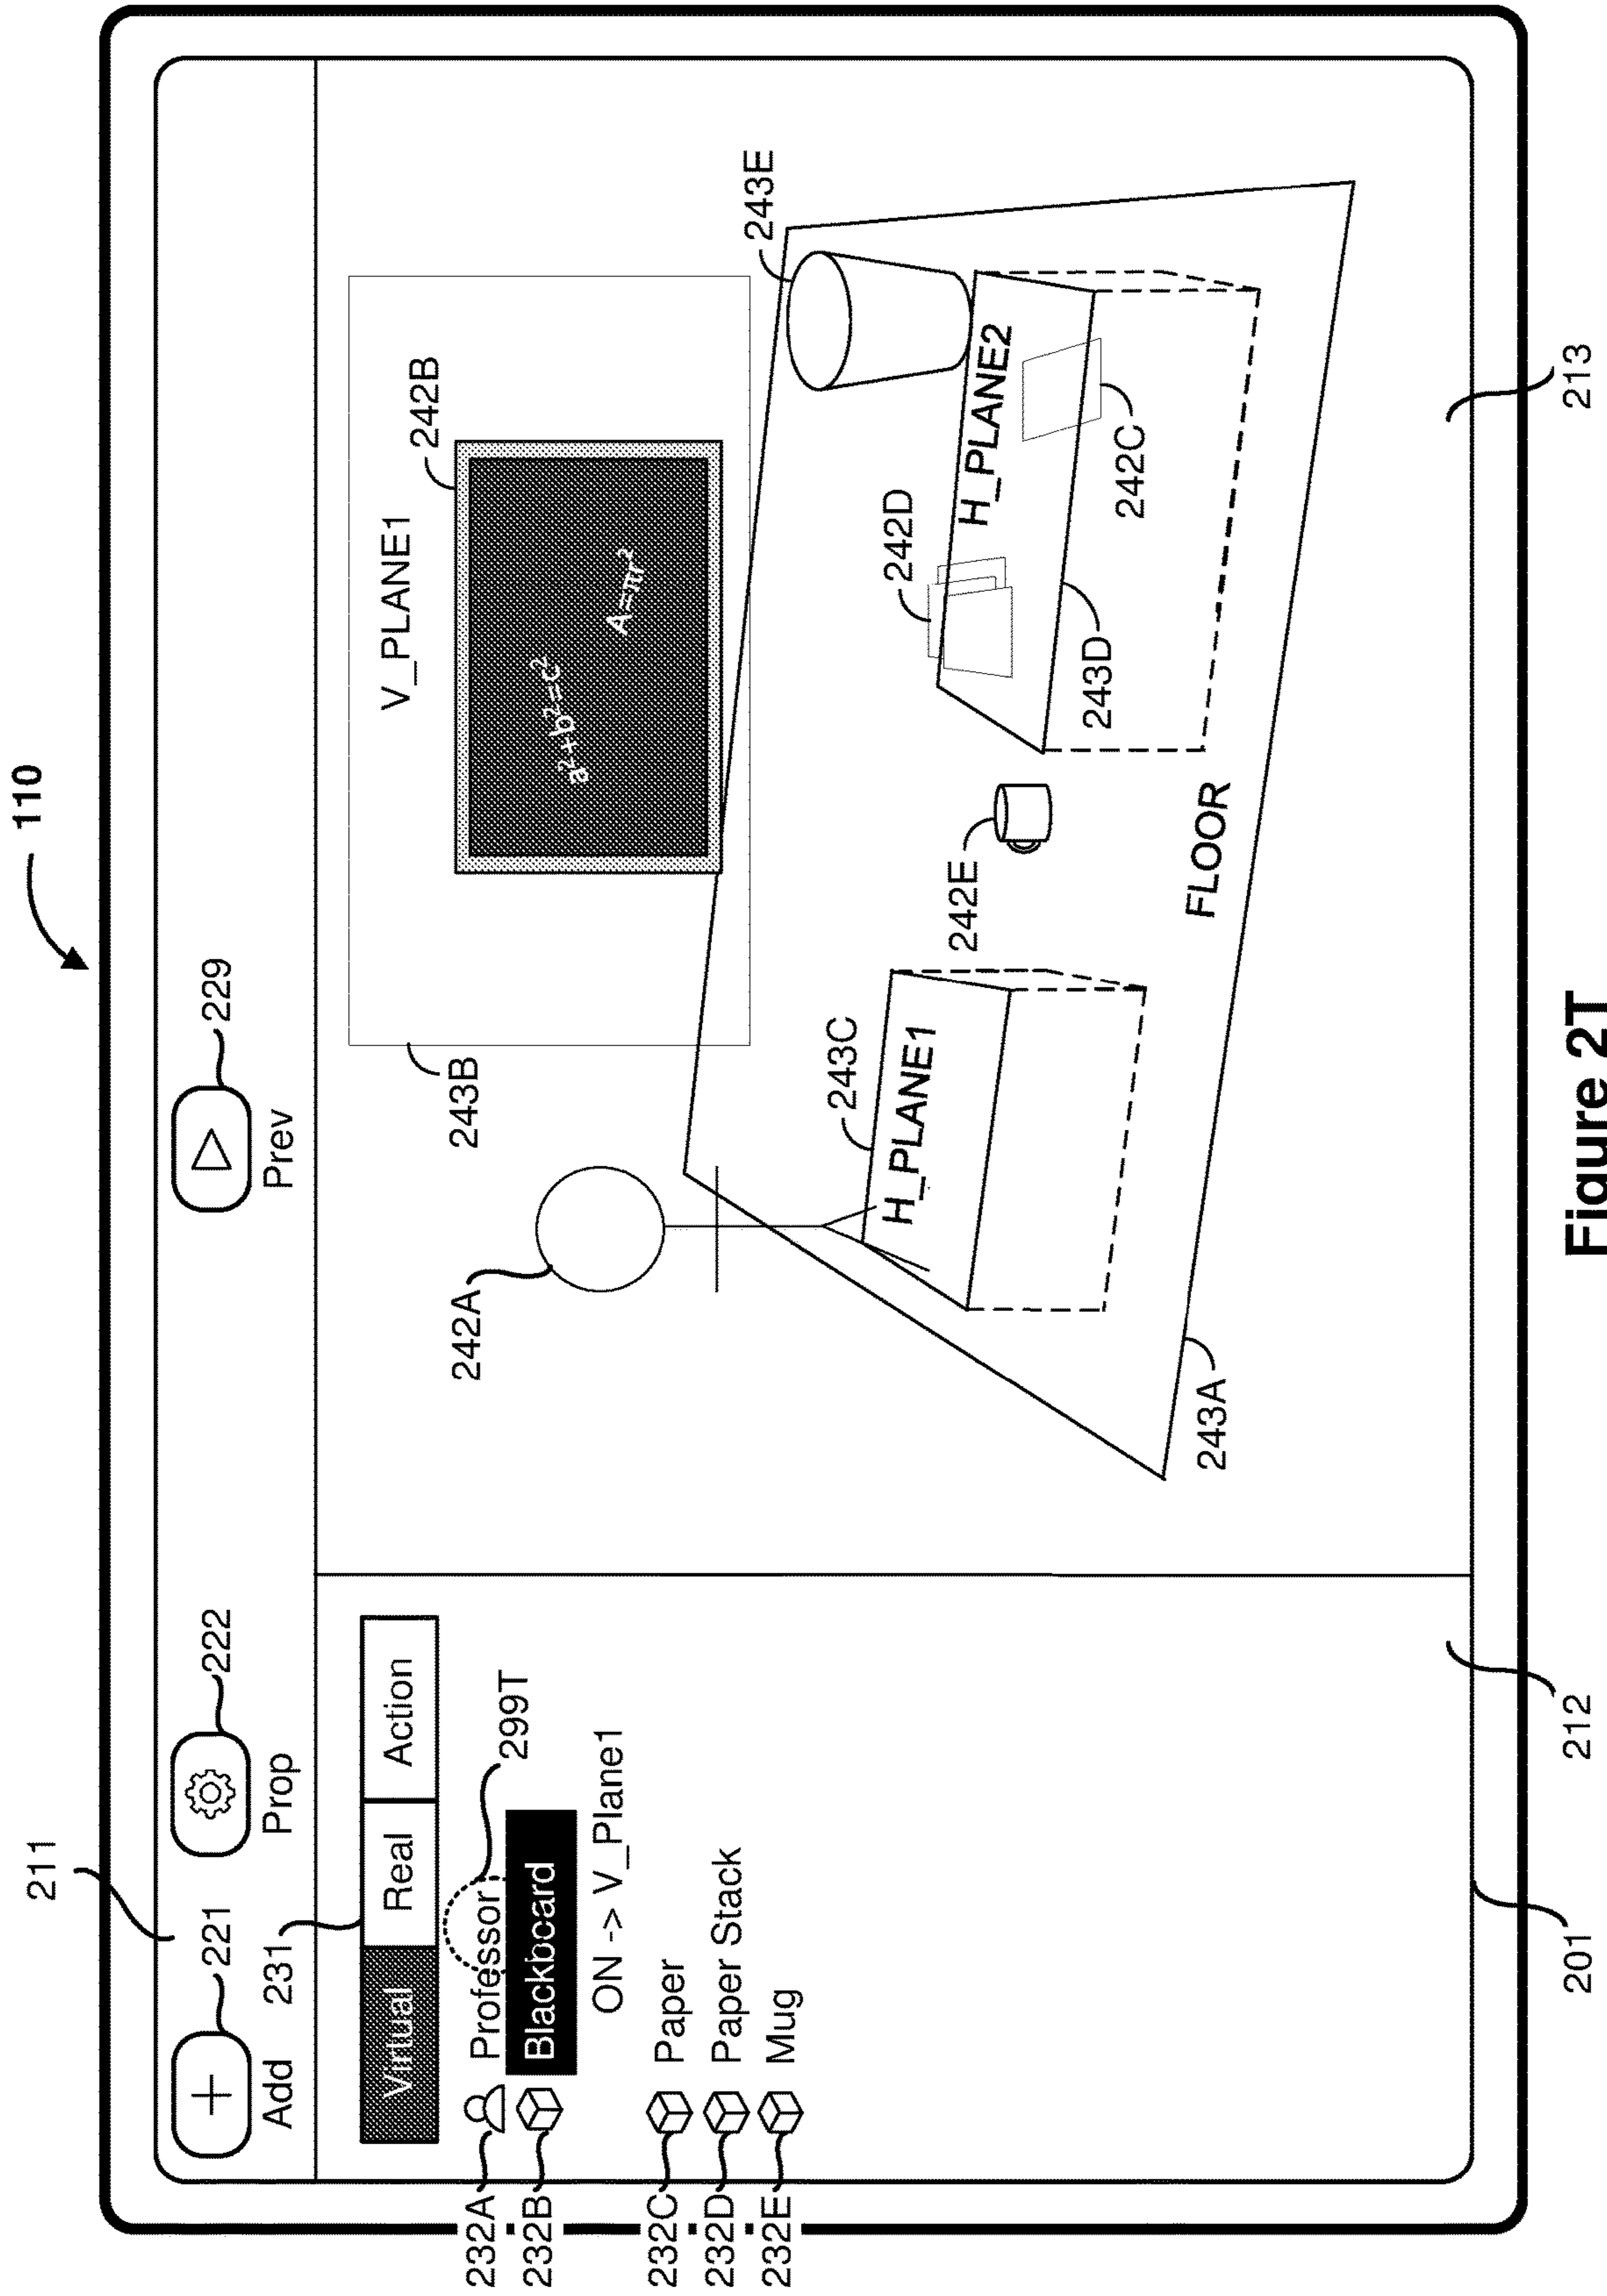 110
211
221
222
229
Add
Prop
Prev
231
Virtual
Real
Action
232A
Professor
299T
232B
Blackboard
ON -> V_Plane1
232C
Paper
232D
Paper Stack
232E
Mug
242A
243B
V_PLANE1
242B
a²+b²=c²
A=πr²
243E
243C
H_PLANE1
242E
242D
H_PLANE2
242C
243D
FLOOR
243A
201
212
213
Figure 2T